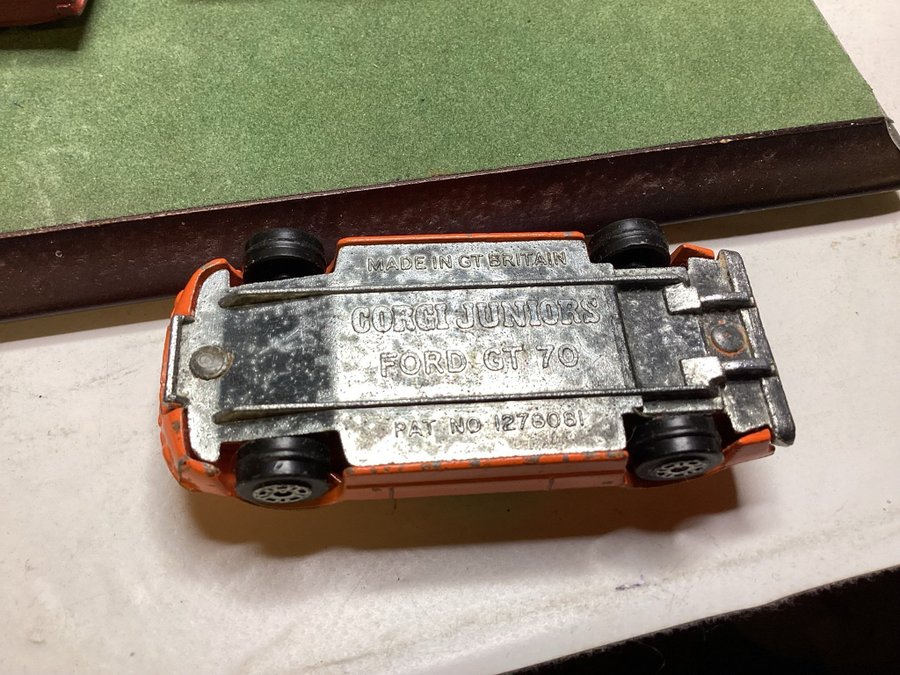 MADE IN GT BRITAIN
CORGI JUNIORS
FORD GT 70
PAT NO 1278081